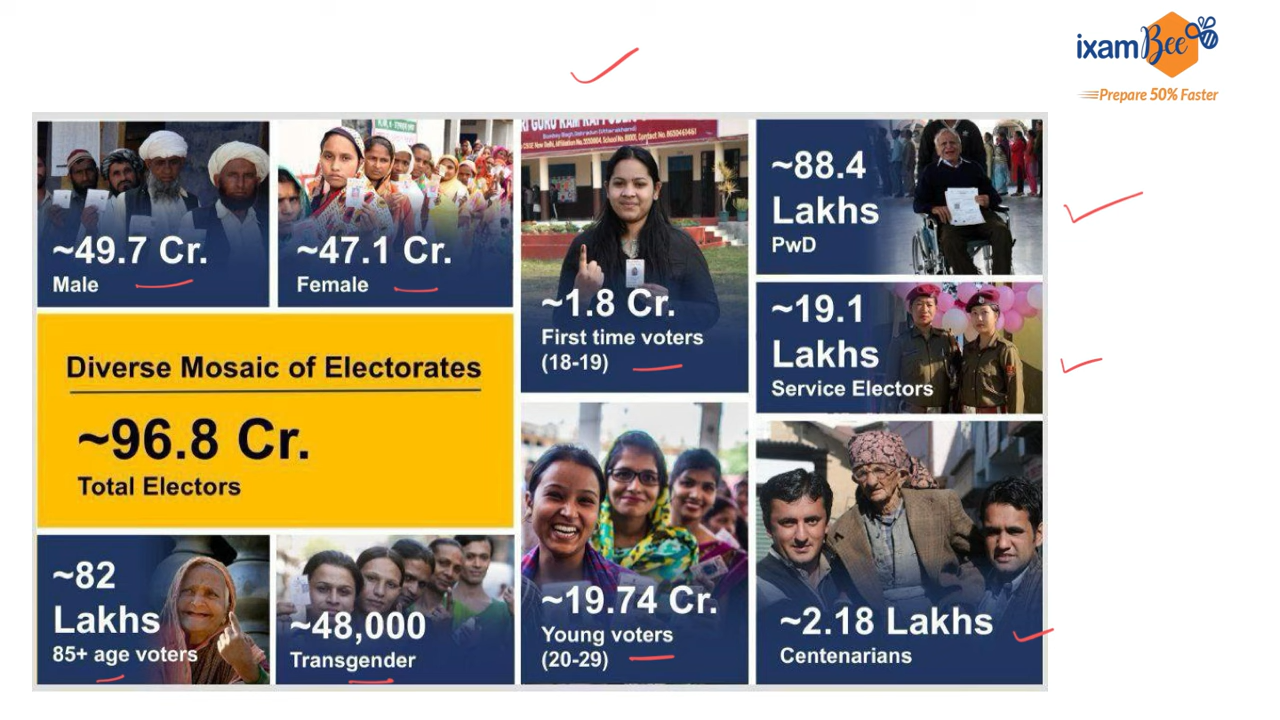 ixamBee
Prepare 50% Faster
~49.7 Cr.
Male
~47.1 Cr.
Female
Diverse Mosaic of Electorates
~96.8 Cr.
Total Electors
~82
Lakhs
85+ age voters
~48,000
Transgender
~1.8 Cr.
First time voters
(18-19)
~19.74 Cr.
Young voters
(20-29)
~88.4
Lakhs
PwD
~19.1
Lakhs
Service Electors
~2.18 Lakhs
Centenarians